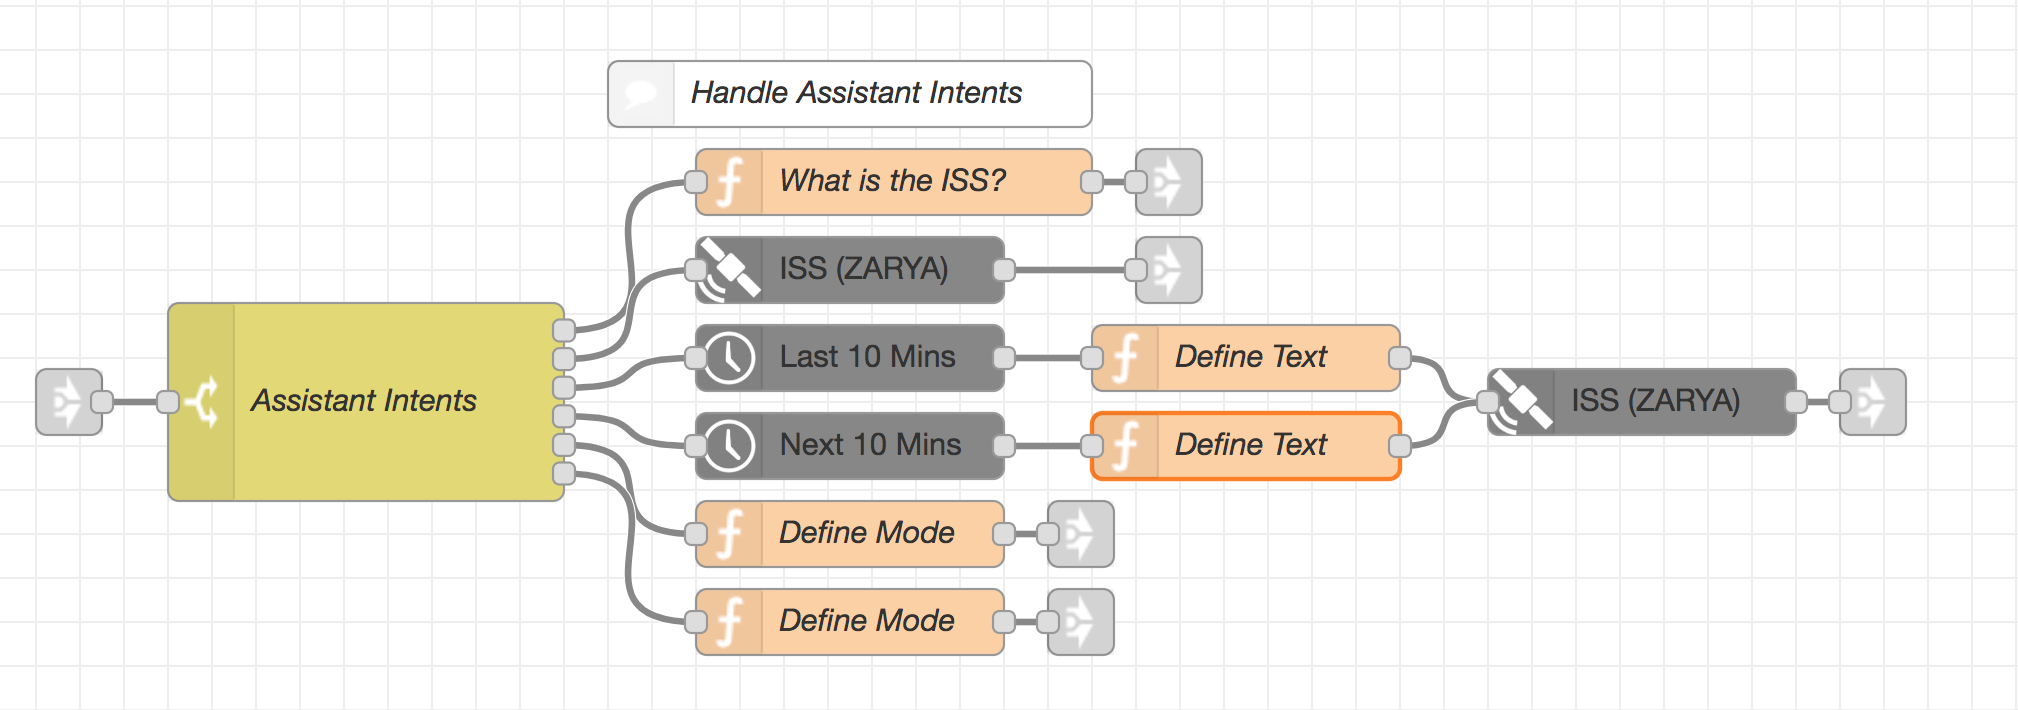 Handle Assistant Intents
What is the ISS?
ISS (ZARYA)
Last 10 Mins
Define Text
Assistant Intents
ISS (ZARYA)
Next 10 Mins
Define Text
Define Mode
Define Mode